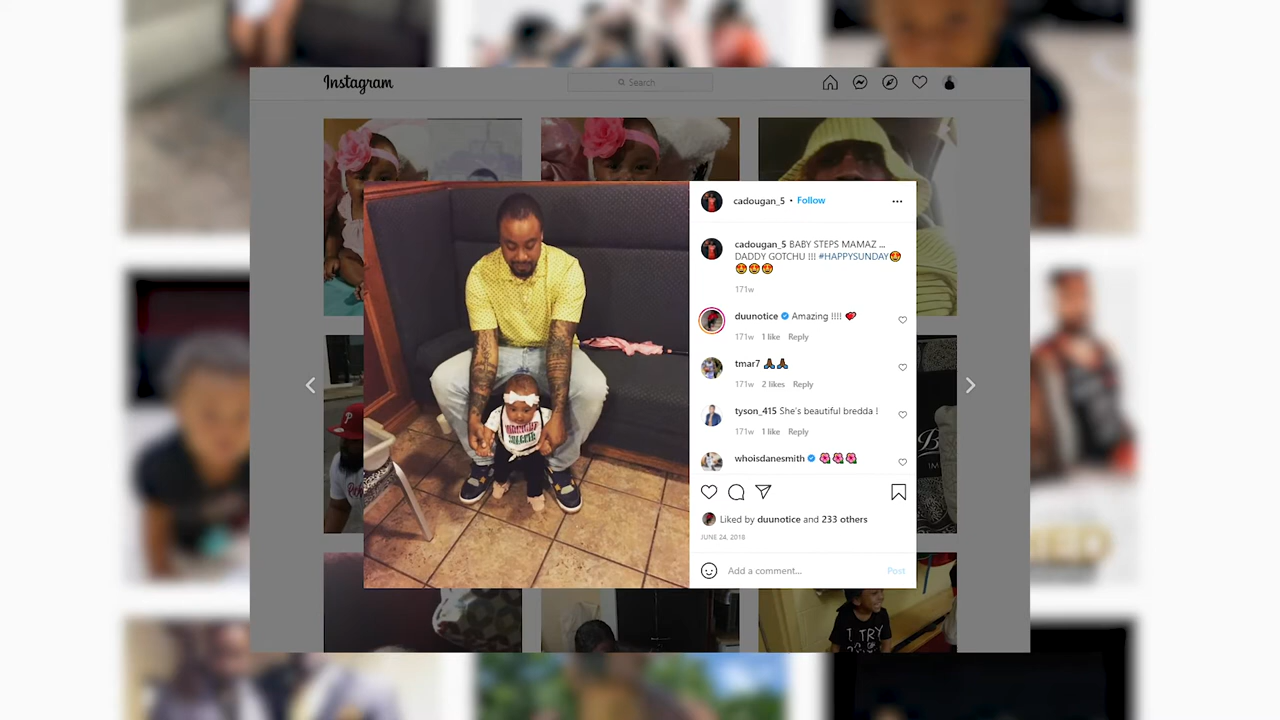 Instagram
Search
cadougan_5 • Follow
cadougan_5 BABY STEPS MAMAZ ...
DADDY GOTCHU !!! #HAPPYSUNDAY😍
😍😍😍
171w
duunotice Amazing !!!! 💝
171w 1 like Reply
tmar7 🙏🏾🙏🏾
171w 2 likes Reply
tyson_415 She's beautiful bredda !
171w 1 like Reply
whoisdanesmith 🌺🌺🌺
Liked by duunotice and 233 others
JUNE 24, 2018
Add a comment... Post
I TRY